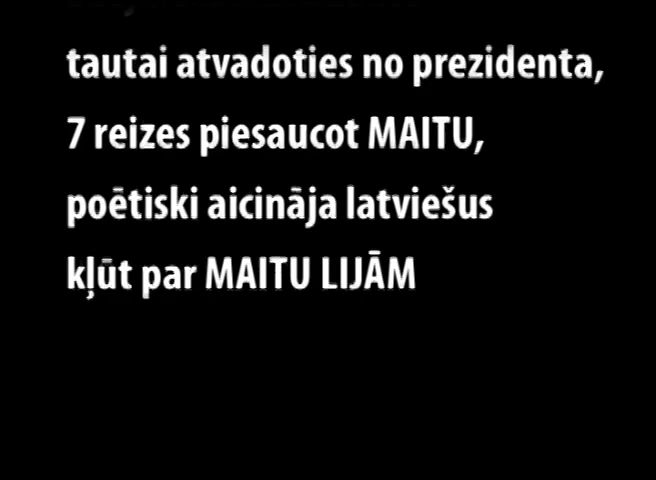 tautai atvadoties no prezidenta,
7 reizes piesaucot MAITU,
poētiski aicināja latviešus
kļūt par MAITU LIJĀM